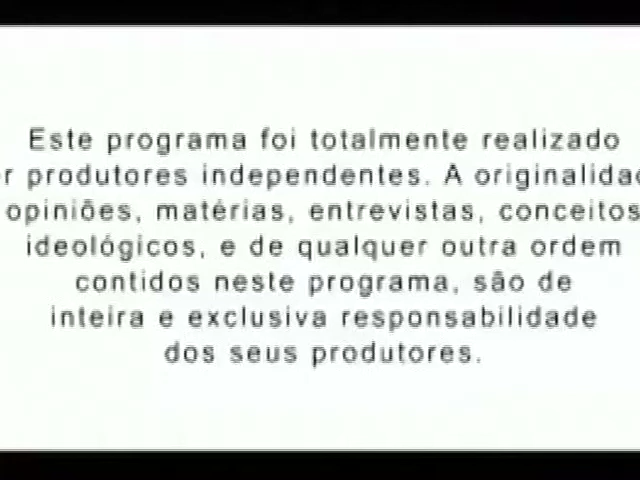 Este programa foi totalmente realizado
r produtores independentes. A originalidad
opiniões, matérias, entrevistas, conceitos
ideológicos, e de qualquer outra ordem
contidos neste programa, são de
inteira e exclusiva responsabilidade
dos seus produtores.